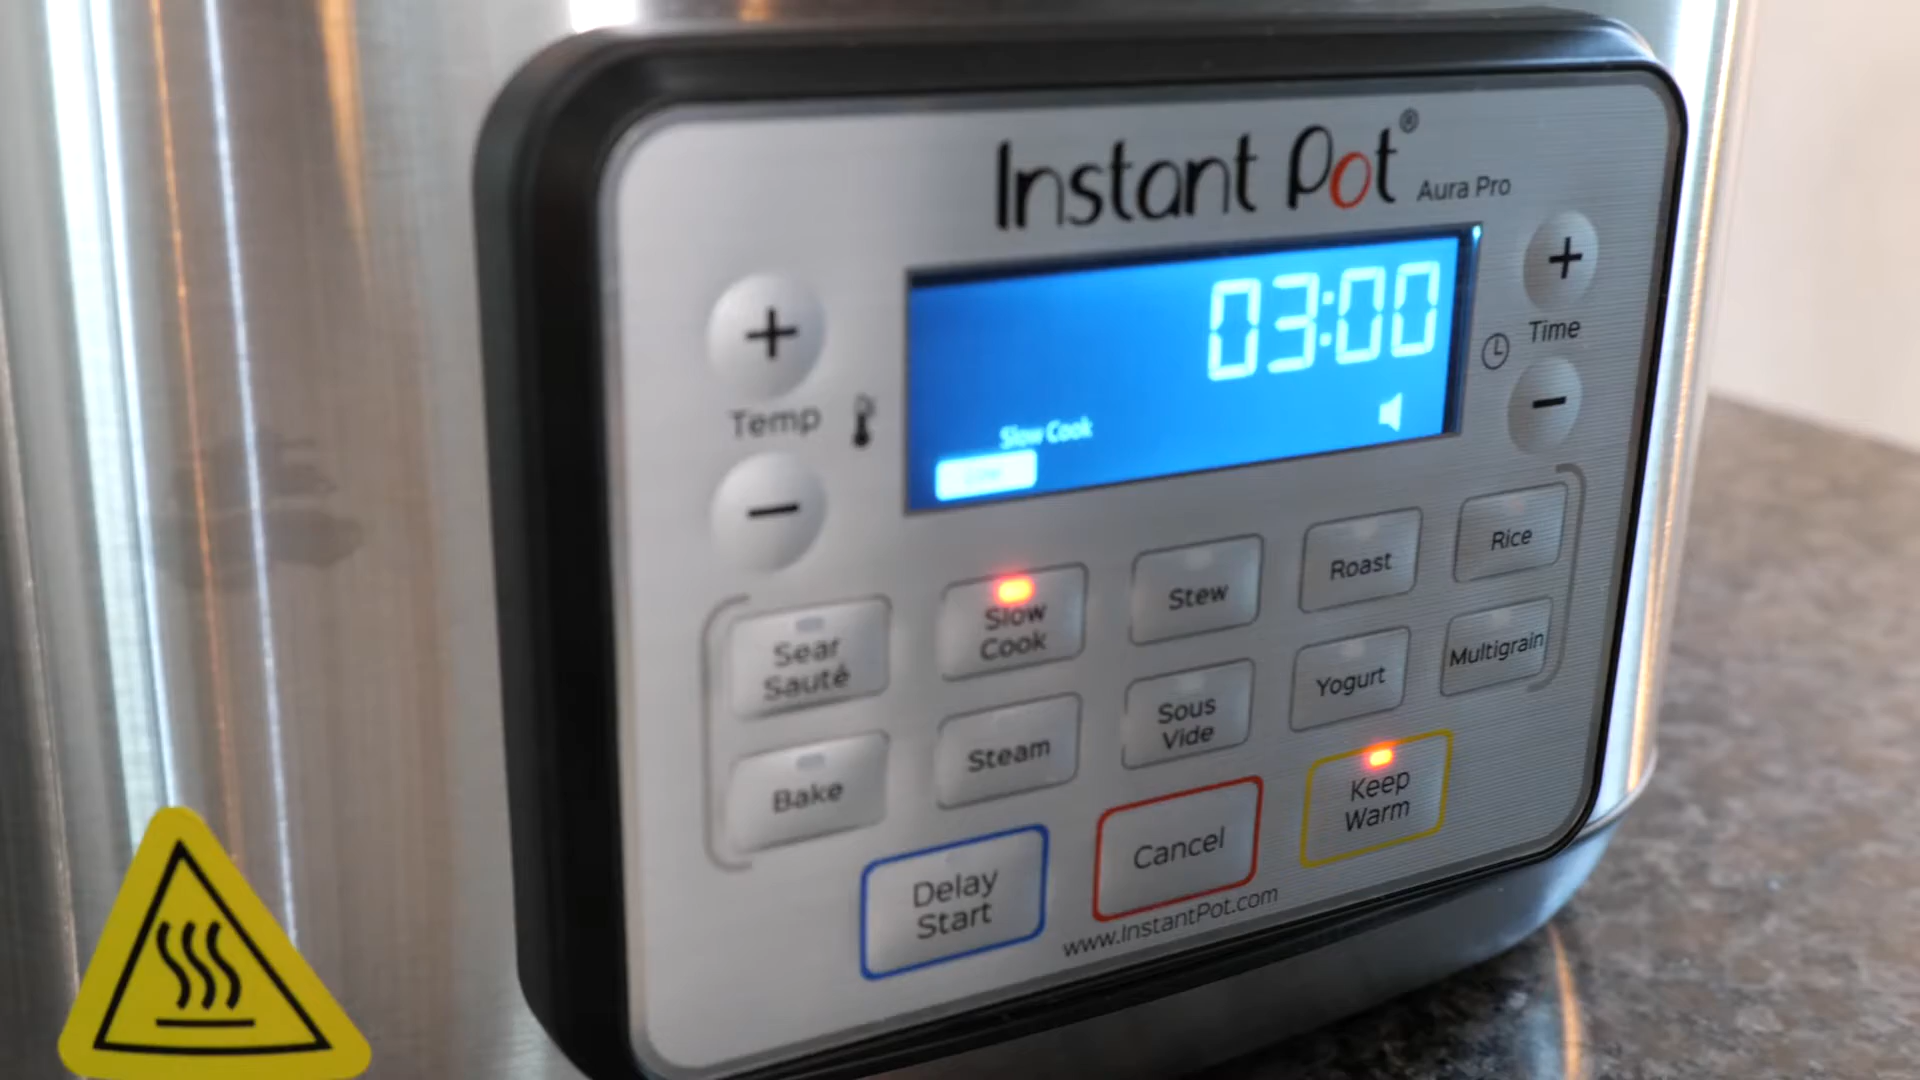 Instant Pot® Aura Pro
03:00
Slow Cook
Temp
Time
Sear
Sauté
Slow
Cook
Stew
Roast
Rice
Bake
Steam
Sous
Vide
Yogurt
Multigrain
Delay
Start
Cancel
Keep
Warm
www.InstantPot.com